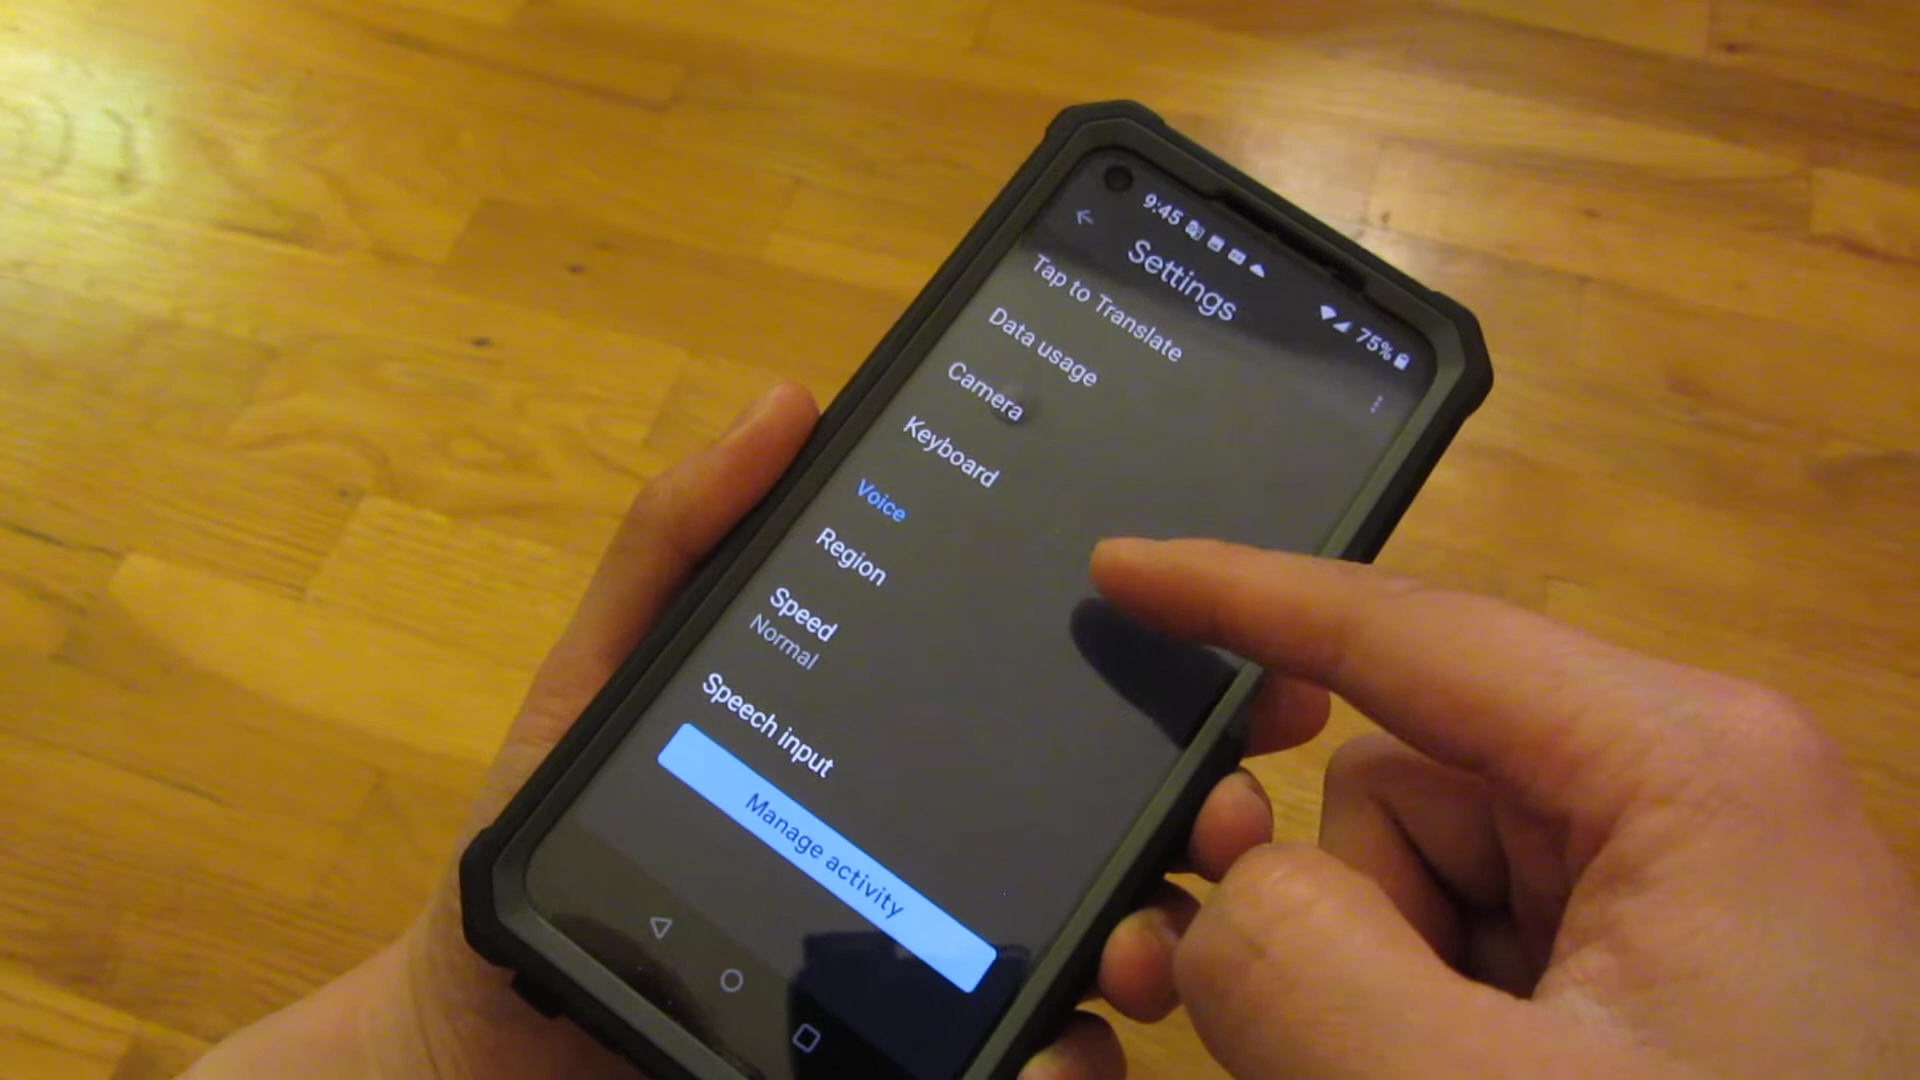 9:45
75%
Settings
Tap to Translate
Data usage
Camera
Keyboard
Voice
Region
Speed
Normal
Speech input
Manage activity